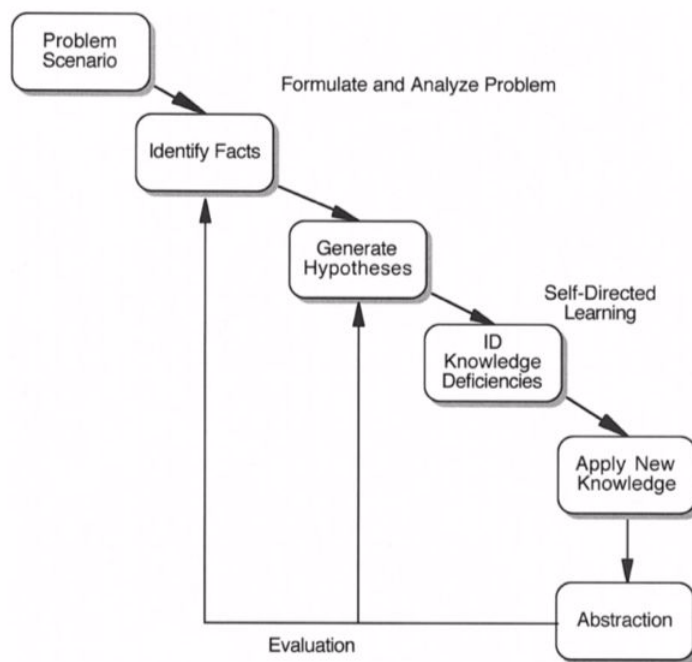 Problem
Scenario
Formulate and Analyze Problem
Identify Facts
Generate
Hypotheses
Self-Directed
Learning
ID
Knowledge
Deficiencies
Apply New
Knowledge
Abstraction
Evaluation